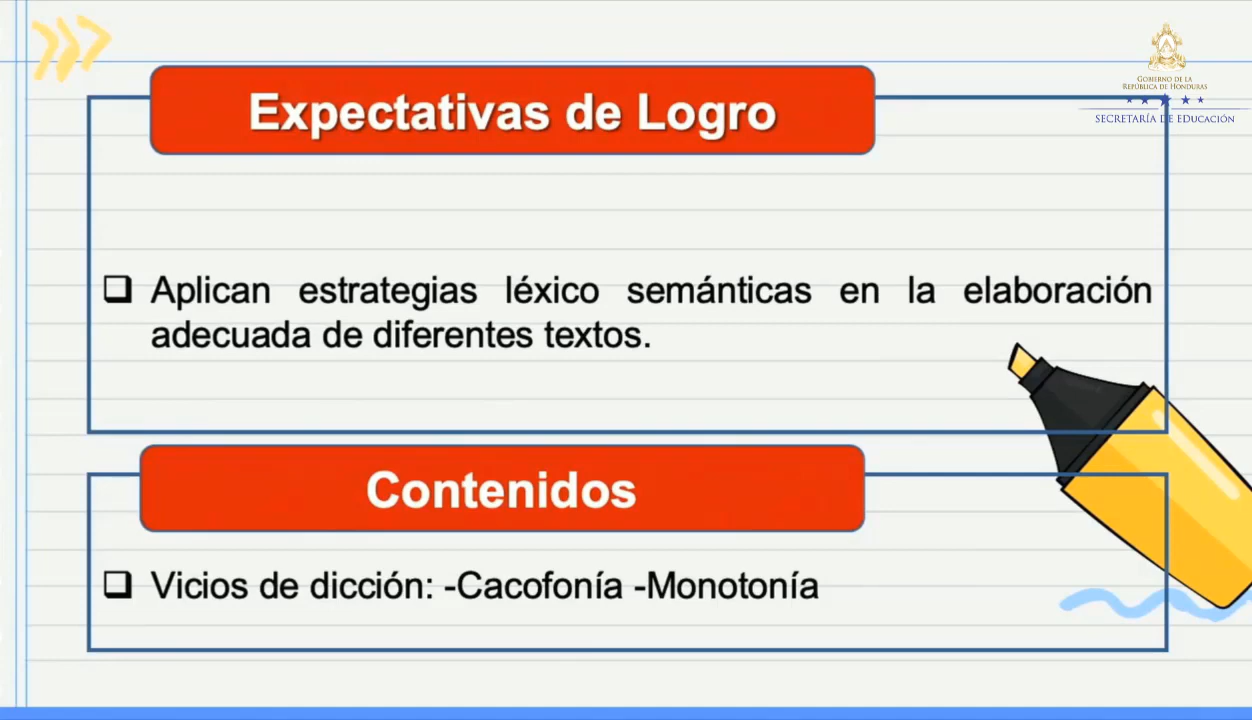 GOBIERNO DE LA
REPÚBLICA DE HONDURAS
SECRETARÍA DE EDUCACIÓN
Expectativas de Logro
Aplican estrategias léxico semánticas en la elaboración
adecuada de diferentes textos.
Contenidos
Vicios de dicción: -Cacofonía -Monotonía